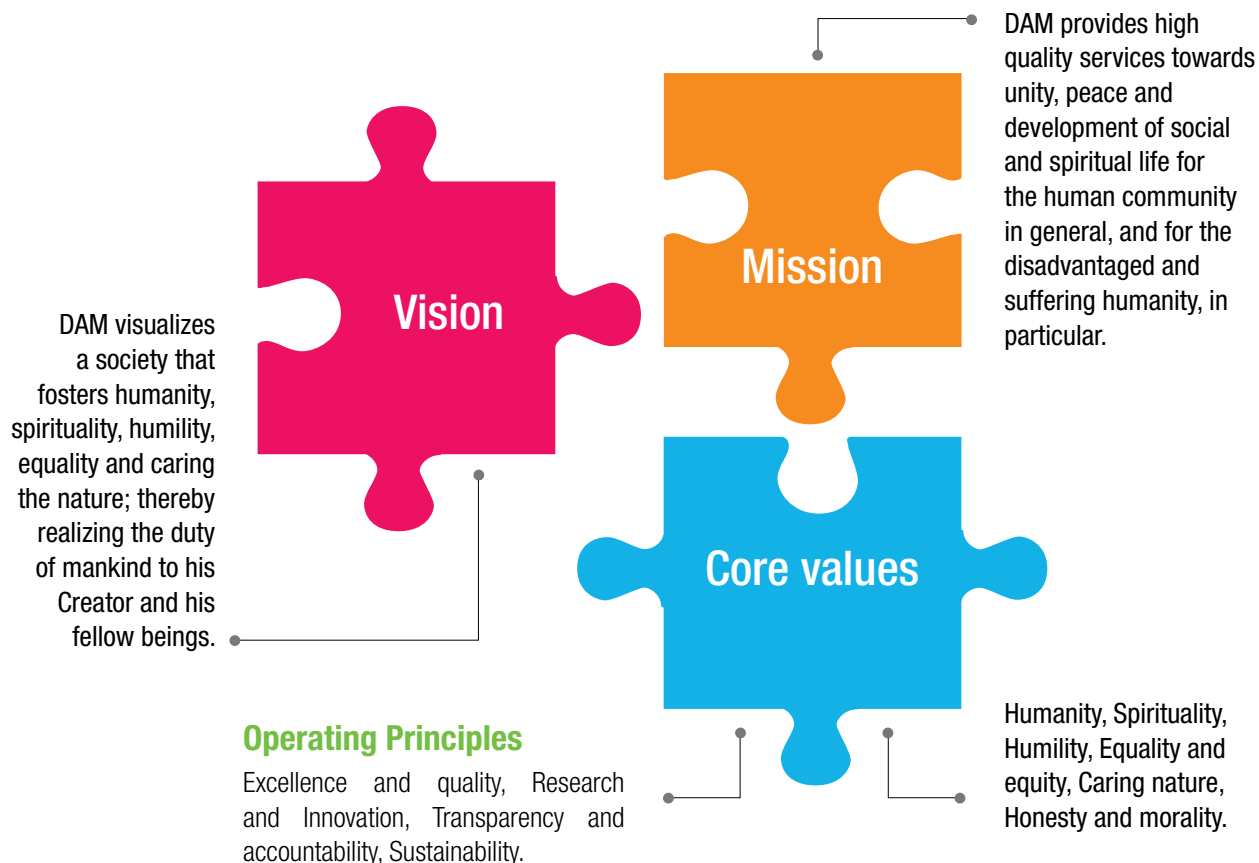 DAM provides high
quality services towards
unity, peace and
development of social
and spiritual life for
the human community
in general, and for the
disadvantaged and
suffering humanity, in
particular.
Mission
Vision
DAM visualizes
a society that
fosters humanity,
spirituality, humility,
equality and caring
the nature; thereby
realizing the duty
of mankind to his
Creator and his
fellow beings.
Core values
Operating Principles
Excellence and quality, Research
and Innovation, Transparency and
accountability, Sustainability.
Humanity, Spirituality,
Humility, Equality and
equity, Caring nature,
Honesty and morality.